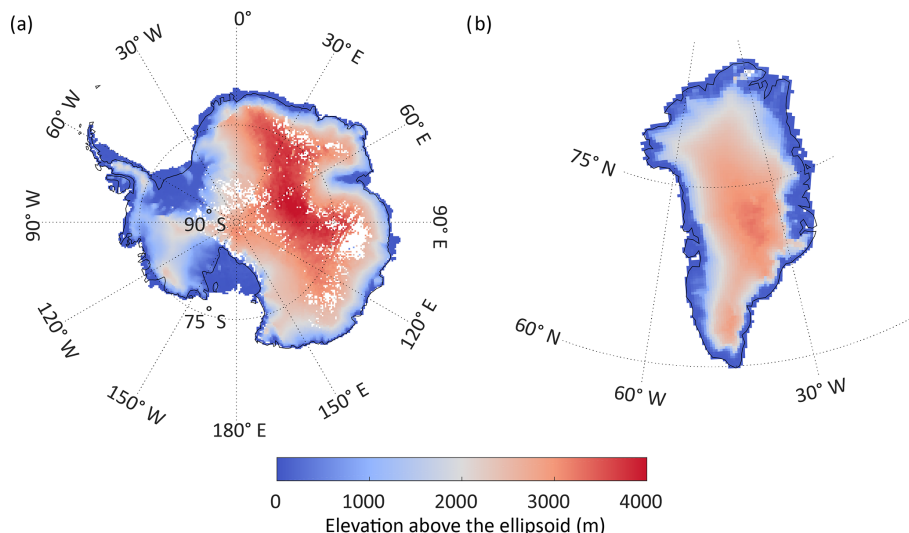 (a)
0°
30° W
30° E
60° W
60° E
90° W
90° S
90° E
75° S
120° W
120° E
150° W
150° E
180° E
(b)
75° N
60° N
60° W
30° W
0 1000 2000 3000 4000
Elevation above the ellipsoid (m)